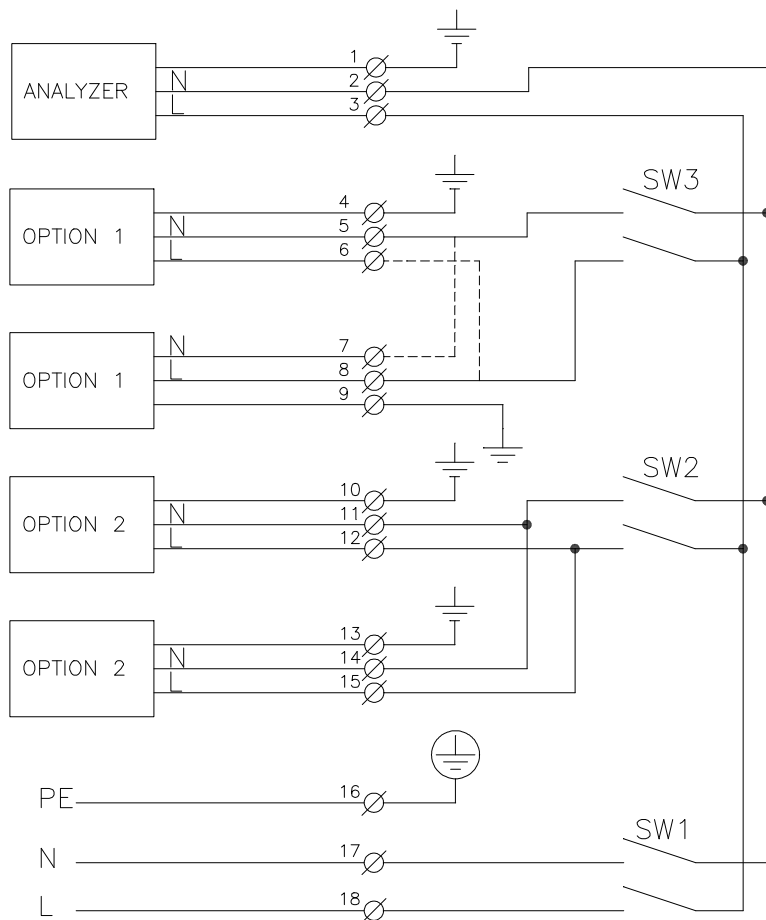 1
N 2
ANALYZER L 3
SW3
4
N 5
OPTION 1 L 6
N 7
OPTION 1 L 8
9
SW2
10
N 11
OPTION 2 L 12
13
N 14
OPTION 2 L 15
PE 16
SW1
N 17
L 18